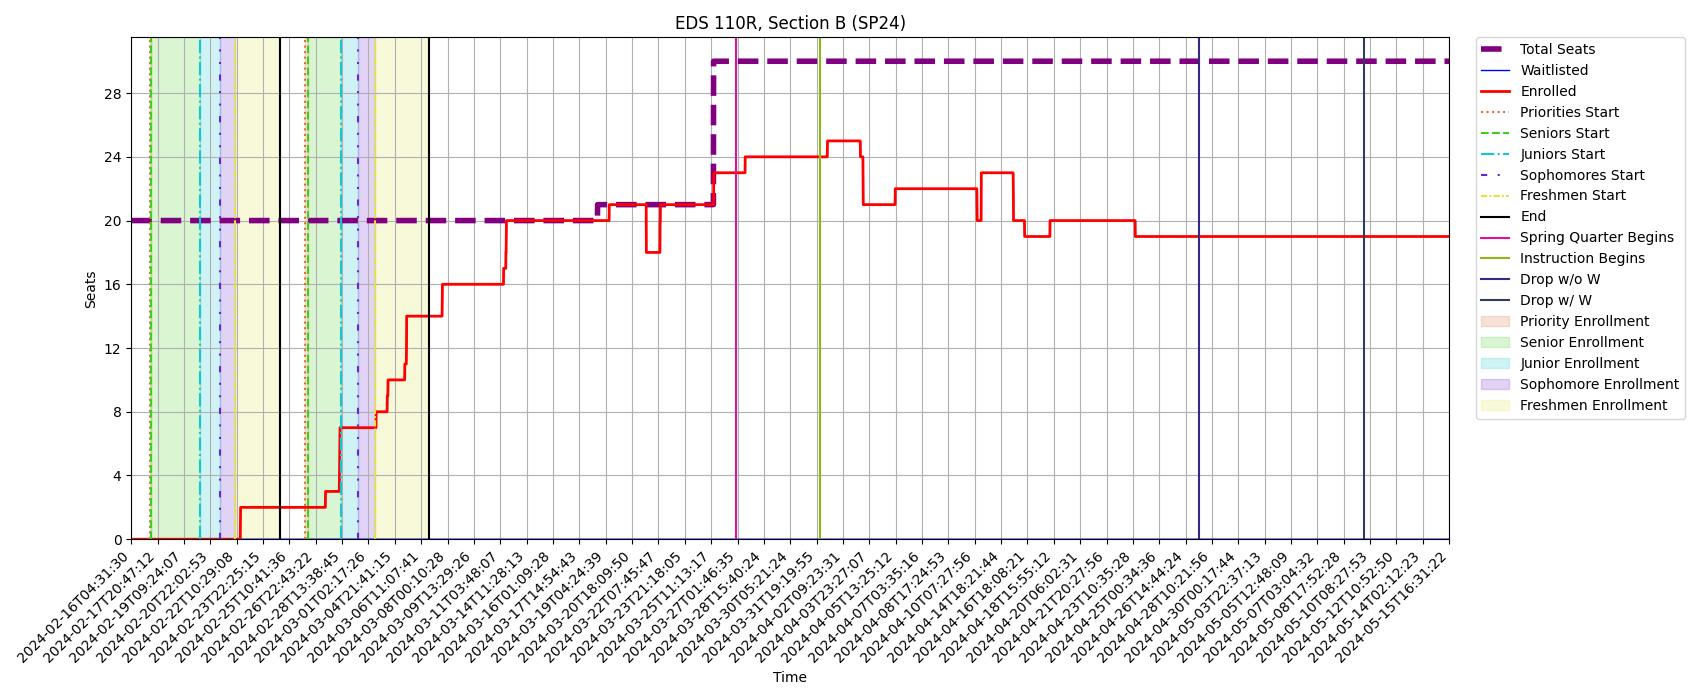 EDS 110R, Section B (SP24)
Seats
28
24
20
16
12
8
4
0
2024-02-16T04:31:30
2024-02-17T20:47:12
2024-02-19T09:24:07
2024-02-20T22:02:53
2024-02-22T10:29:08
2024-02-23T22:25:15
2024-02-25T10:41:36
2024-02-26T22:43:22
2024-02-28T13:38:45
2024-03-01T02:17:26
2024-03-04T21:41:15
2024-03-06T11:07:41
2024-03-08T00:10:28
2024-03-09T13:29:26
2024-03-11T03:48:07
2024-03-14T11:28:13
2024-03-16T01:09:28
2024-03-17T14:54:43
2024-03-19T04:24:39
2024-03-20T18:09:50
2024-03-22T07:45:47
2024-03-23T21:18:05
2024-03-25T11:13:17
2024-03-27T01:46:35
2024-03-28T15:40:24
2024-03-30T05:21:24
2024-03-31T19:19:55
2024-04-02T09:23:31
2024-04-03T23:27:07
2024-04-05T13:25:12
2024-04-07T03:35:16
2024-04-08T17:24:53
2024-04-10T07:27:56
2024-04-14T18:21:44
2024-04-16T18:08:21
2024-04-18T15:55:12
2024-04-20T06:02:31
2024-04-21T20:27:56
2024-04-23T10:35:28
2024-04-25T00:34:36
2024-04-26T14:44:24
2024-04-28T10:21:56
2024-04-30T00:17:44
2024-05-03T22:37:13
2024-05-05T12:48:09
2024-05-07T03:04:32
2024-05-08T17:52:28
2024-05-10T08:27:53
2024-05-12T10:52:50
2024-05-14T02:12:23
2024-05-15T16:31:22
Time
Total Seats
Waitlisted
Enrolled
Priorities Start
Seniors Start
Juniors Start
Sophomores Start
Freshmen Start
End
Spring Quarter Begins
Instruction Begins
Drop w/o W
Drop w/ W
Priority Enrollment
Senior Enrollment
Junior Enrollment
Sophomore Enrollment
Freshmen Enrollment